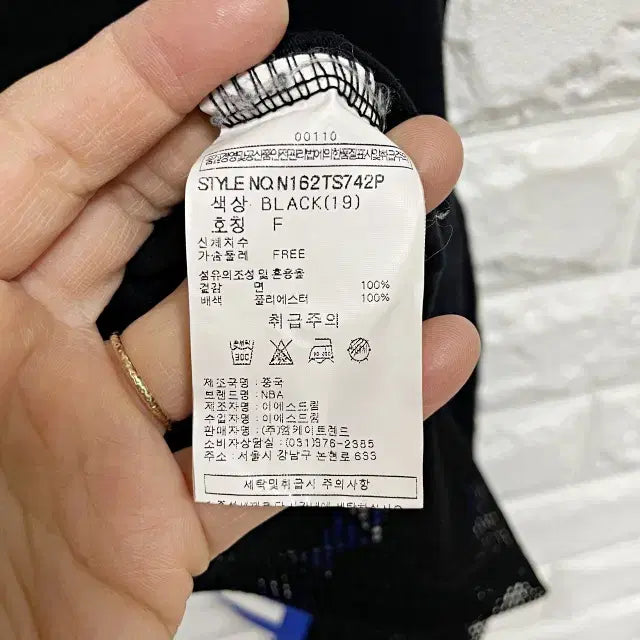 00110
STYLE NO.N162TS742P
색상 BLACK(19)
호칭 F
신체치수
가슴둘레 FREE
섬유의조성 및 혼용율
겉감 면 100%
배색 폴리에스터 100%
취급주의
제조국명 : 중국
브랜드명 : NBA
제조자명 : 이에스트림
수입자명 : 이에스트림
판매자명 : (주)엠케이트렌드
소비자상담실 : (031)376-2385
주소 : 서울시 강남구 논현로 633
세탁및취급시 주의사항